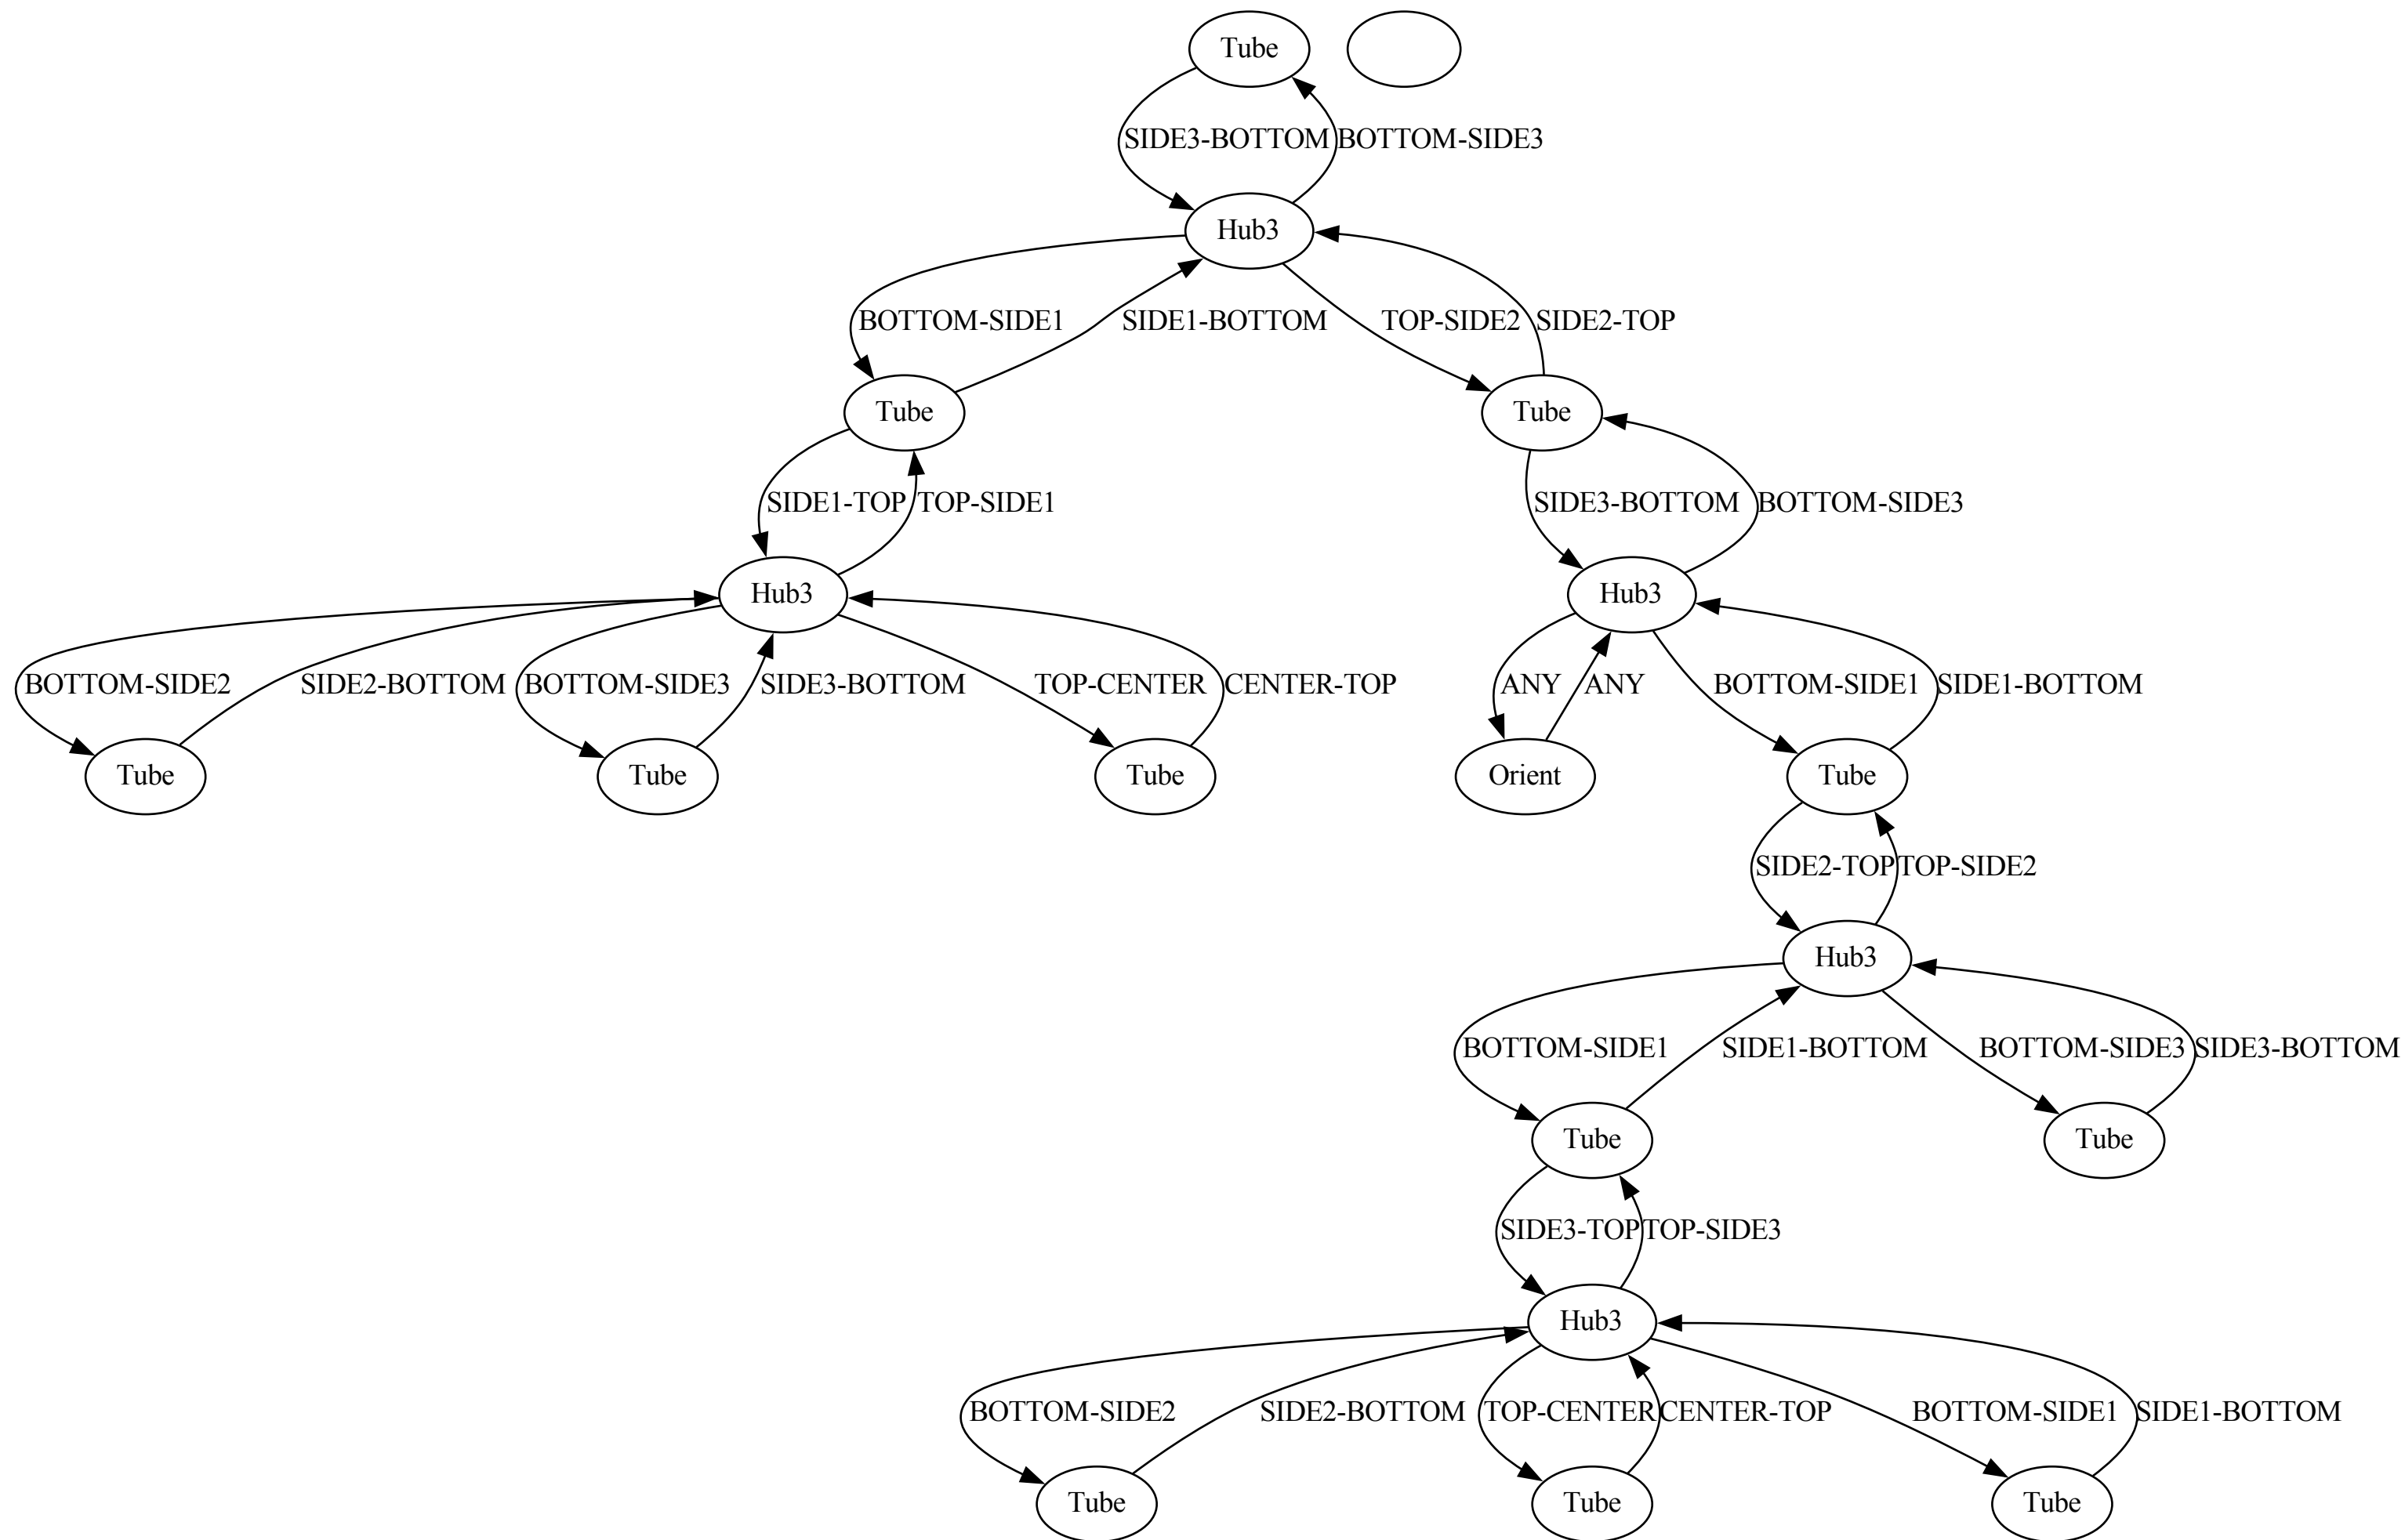 Tube
SIDE3-BOTTOM BOTTOM-SIDE3
Hub3
BOTTOM-SIDE1 SIDE1-BOTTOM TOP-SIDE2 SIDE2-TOP
Tube Tube
SIDE1-TOP TOP-SIDE1 SIDE3-BOTTOM BOTTOM-SIDE3
Hub3 Hub3
BOTTOM-SIDE2 SIDE2-BOTTOM BOTTOM-SIDE3 SIDE3-BOTTOM TOP-CENTER CENTER-TOP ANY ANY BOTTOM-SIDE1 SIDE1-BOTTOM
Tube Tube Tube Orient Tube
SIDE2-TOP TOP-SIDE2
Hub3
BOTTOM-SIDE1 SIDE1-BOTTOM BOTTOM-SIDE3 SIDE3-BOTTOM
Tube Tube
SIDE3-TOP TOP-SIDE3
Hub3
BOTTOM-SIDE2 SIDE2-BOTTOM TOP-CENTER CENTER-TOP BOTTOM-SIDE1 SIDE1-BOTTOM
Tube Tube Tube